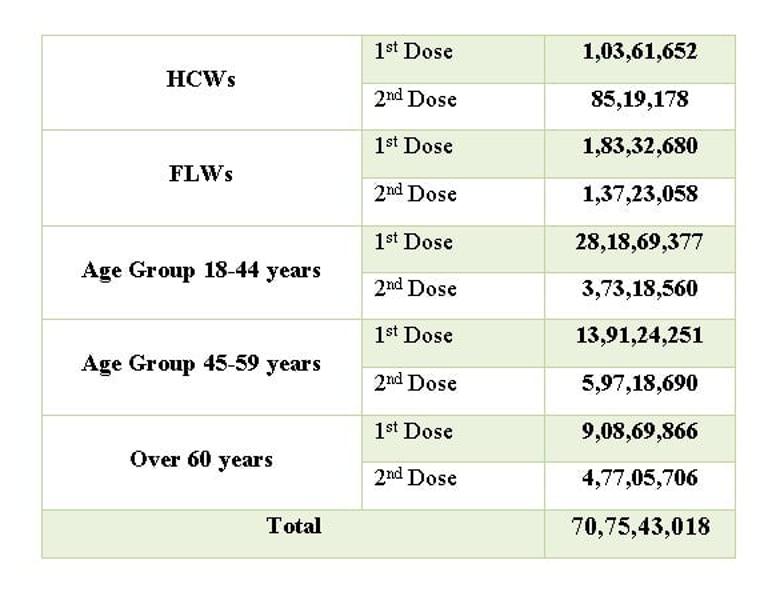 HCWs
1st Dose 1,03,61,652
2nd Dose 85,19,178
FLWs
1st Dose 1,83,32,680
2nd Dose 1,37,23,058
Age Group 18-44 years
1st Dose 28,18,69,377
2nd Dose 3,73,18,560
Age Group 45-59 years
1st Dose 13,91,24,251
2nd Dose 5,97,18,690
Over 60 years
1st Dose 9,08,69,866
2nd Dose 4,77,05,706
Total 70,75,43,018